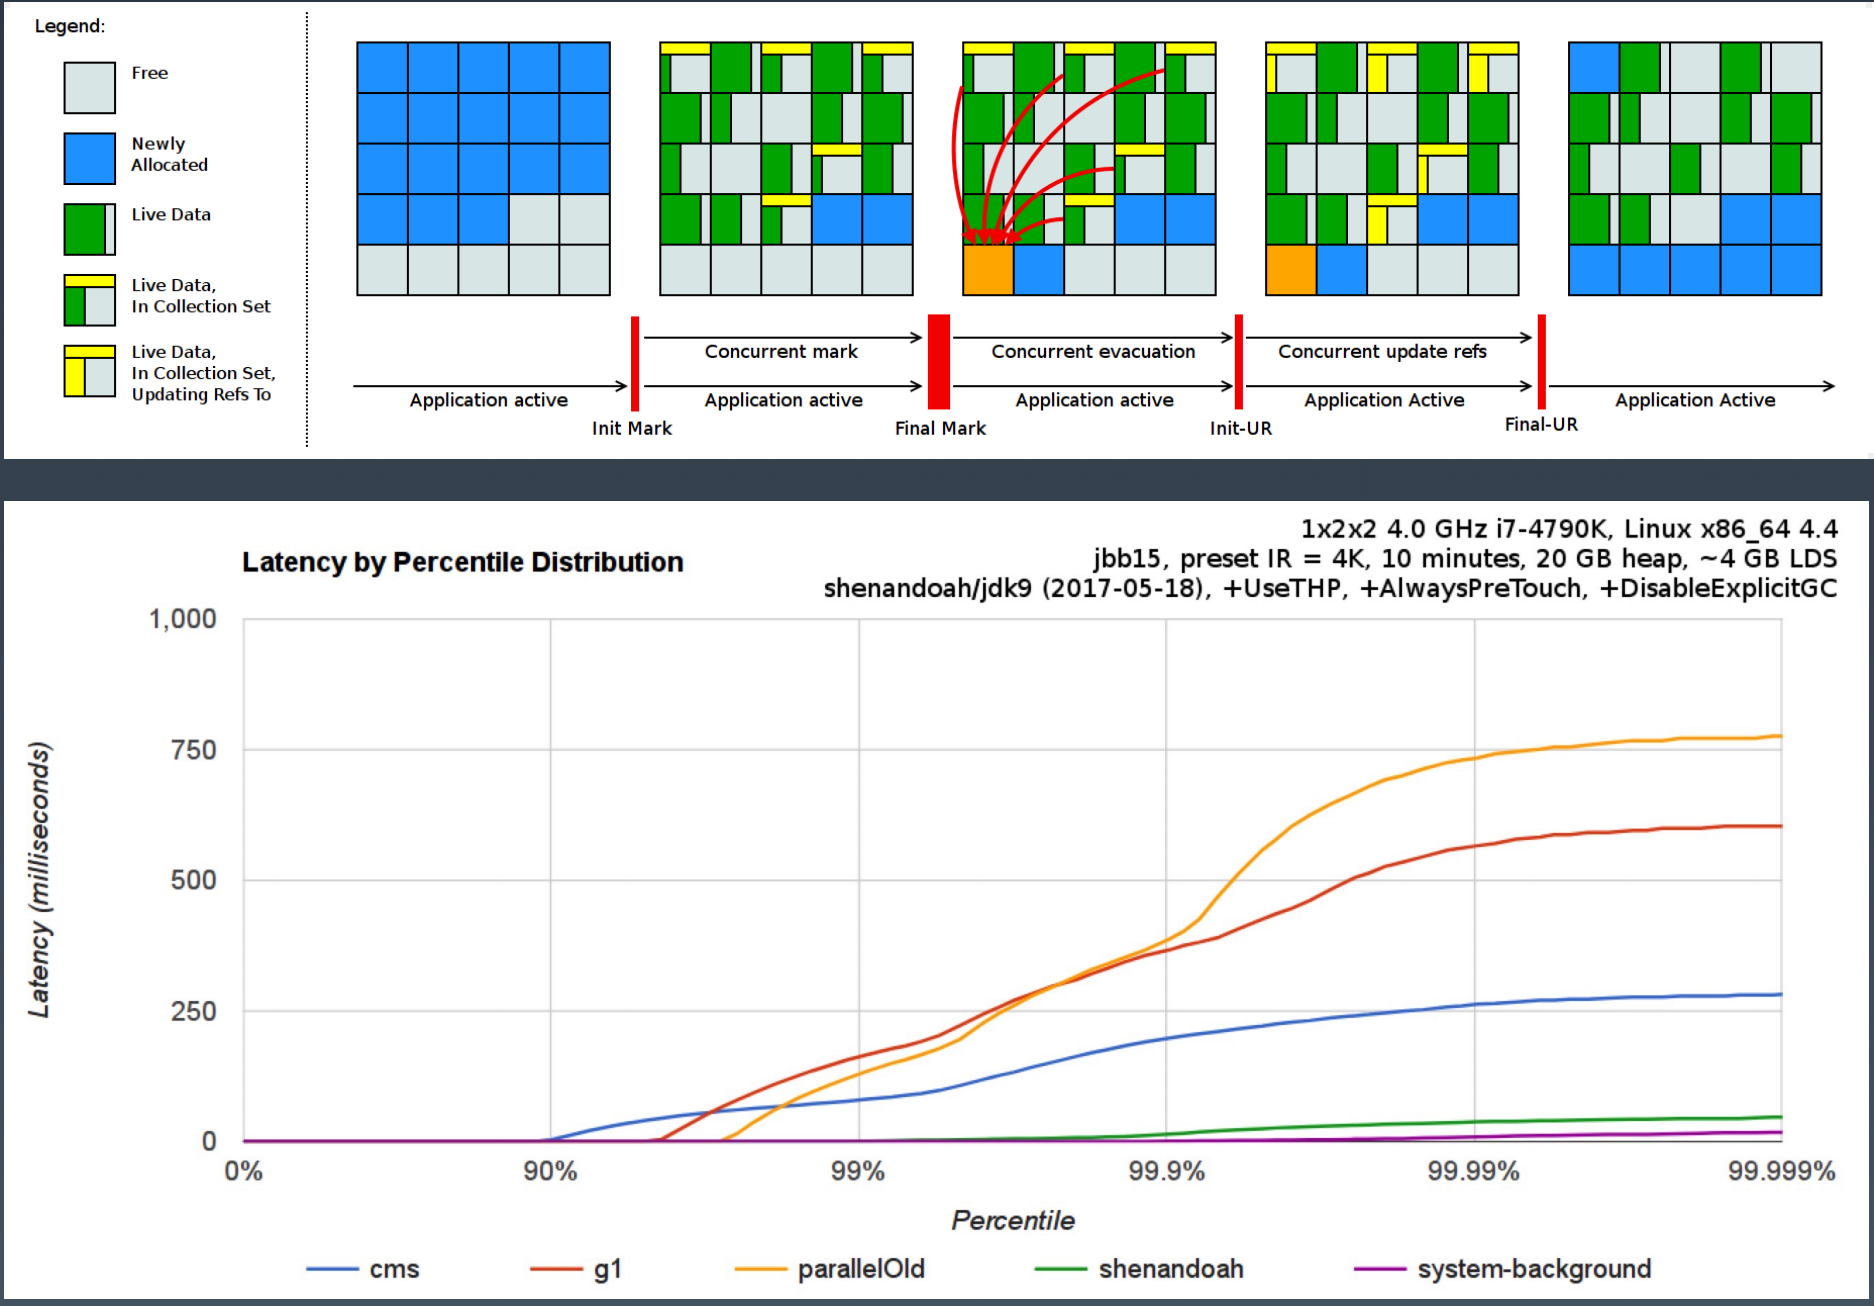 Legend:
Free
Newly
Allocated
Live Data
Live Data,
In Collection Set
Live Data,
In Collection Set,
Updating Refs To
Concurrent mark
Concurrent evacuation
Concurrent update refs
Application active
Application active
Application active
Application Active
Application Active
Init Mark
Final Mark
Init-UR
Final-UR
1x2x2 4.0 GHz i7-4790K, Linux x86_64 4.4
jbb15, preset IR = 4K, 10 minutes, 20 GB heap, ~4 GB LDS
shenandoah/jdk9 (2017-05-18), +UseTHP, +AlwaysPreTouch, +DisableExplicitGC
Latency by Percentile Distribution
Latency (milliseconds)
1,000
750
500
250
0
0%
90%
99%
99.9%
99.99%
99.999%
Percentile
cms
g1
parallelOld
shenandoah
system-background